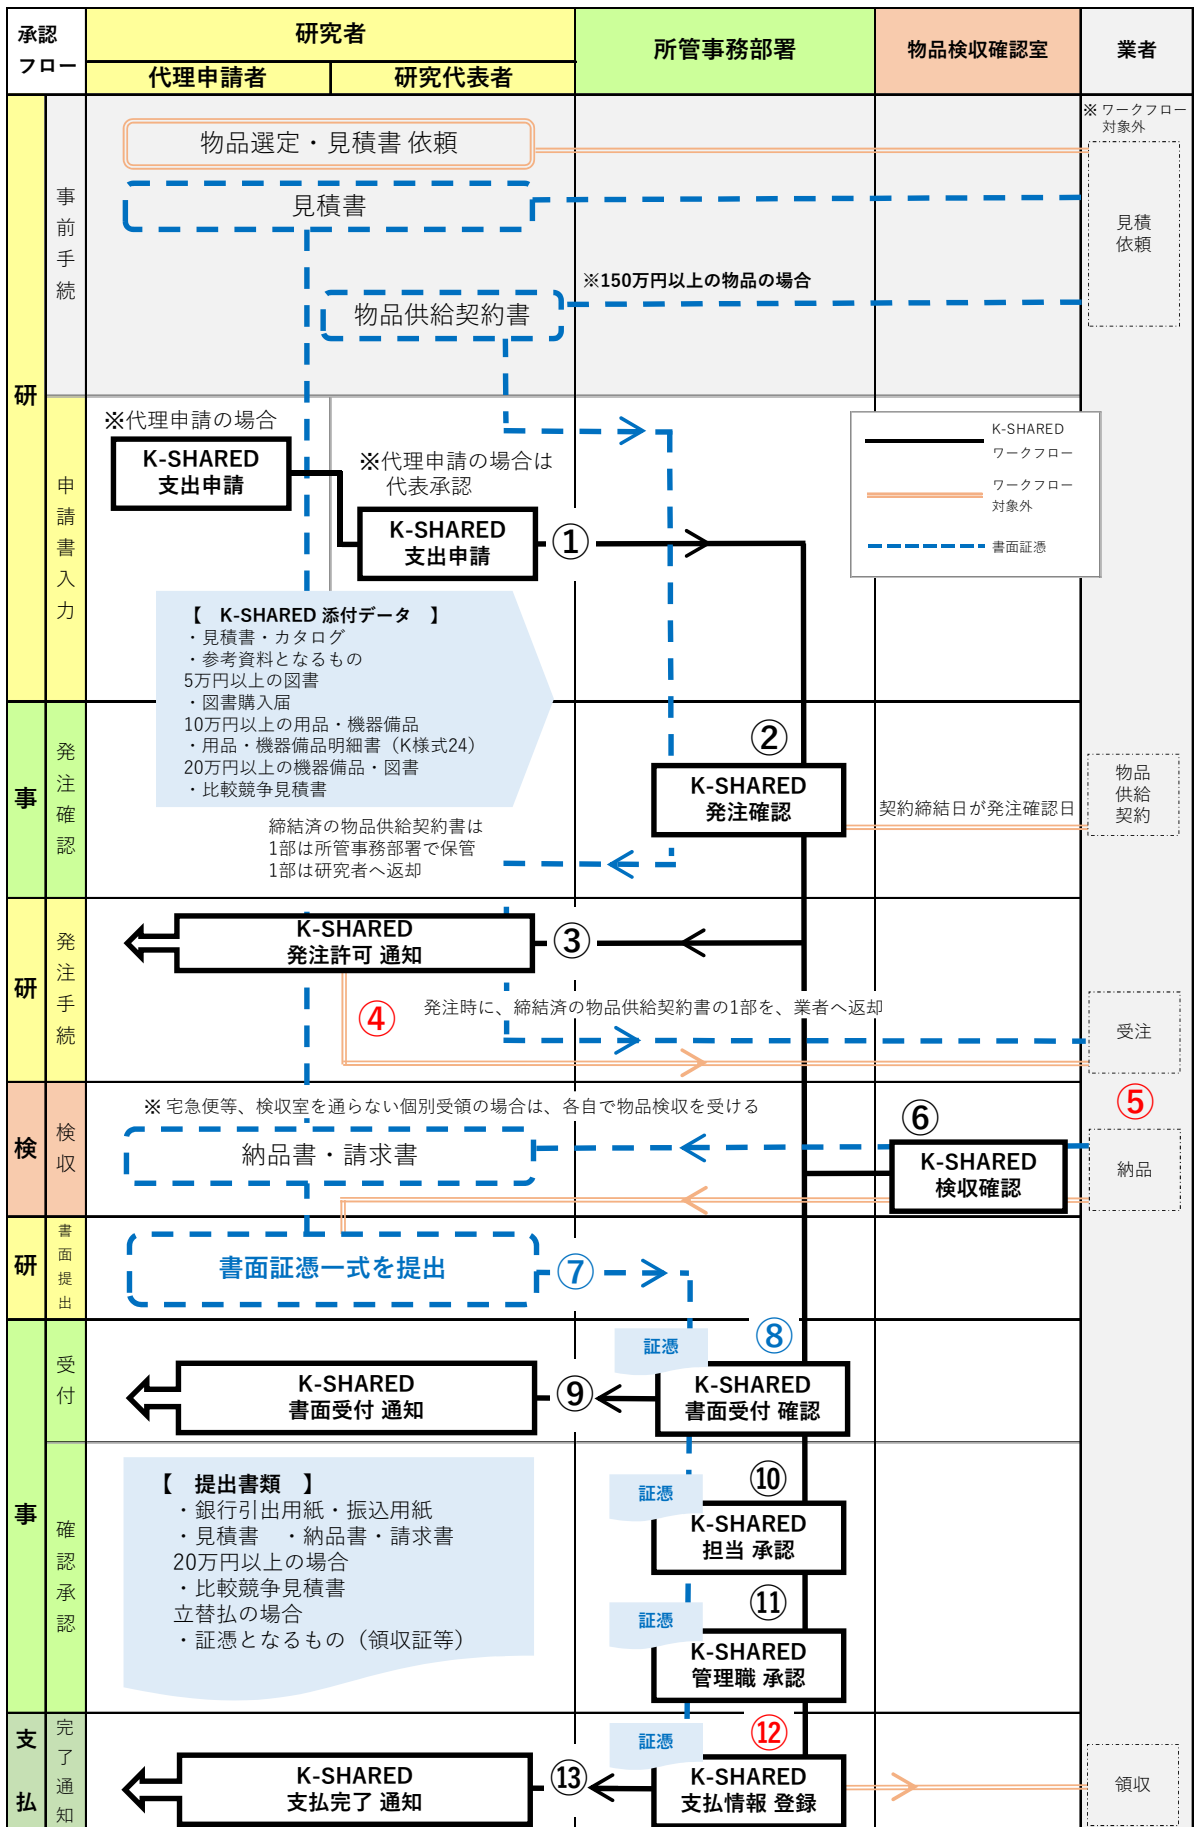 承認
フロー
研究者
代理申請者
研究代表者
所管事務部署
物品検収確認室
業者
研
事前手続
物品選定・見積書 依頼
※ ワークフロー
対象外
見積書
見積
依頼
※150万円以上の物品の場合
物品供給契約書
申請書入力
※代理申請の場合
K-SHARED
支出申請
※代理申請の場合は
代表承認
K-SHARED
支出申請
①
K-SHARED
ワークフロー
ワークフロー
対象外
書面証憑
【 K-SHARED 添付データ 】
・見積書・カタログ
・参考資料となるもの
5万円以上の図書
・図書購入届
10万円以上の用品・機器備品
・用品・機器備品明細書（K様式24）
20万円以上の機器備品・図書
・比較競争見積書
事
発注確認
②
K-SHARED
発注確認
契約締結日が発注確認日
物品
供給
契約
締結済の物品供給契約書は
1部は所管事務部署で保管
1部は研究者へ返却
研
発注手続
K-SHARED
発注許可 通知
③
④
発注時に、締結済の物品供給契約書の1部を、業者へ返却
受注
検
検収
※ 宅急便等、検収室を通らない個別受領の場合は、各自で物品検収を受ける
⑤
⑥
納品書・請求書
K-SHARED
検収確認
納品
研
書面提出
書面証憑一式を提出
⑦
事
受付
⑧
証憑
K-SHARED
書面受付 通知
⑨
K-SHARED
書面受付 確認
確認承認
【 提出書類 】
・銀行引出用紙・振込用紙
・見積書 ・納品書・請求書
20万円以上の場合
・比較競争見積書
立替払の場合
・証憑となるもの（領収証等）
⑩
証憑
K-SHARED
担当 承認
⑪
証憑
K-SHARED
管理職 承認
支払
完了通知
⑫
証憑
K-SHARED
支払完了 通知
⑬
K-SHARED
支払情報 登録
領収